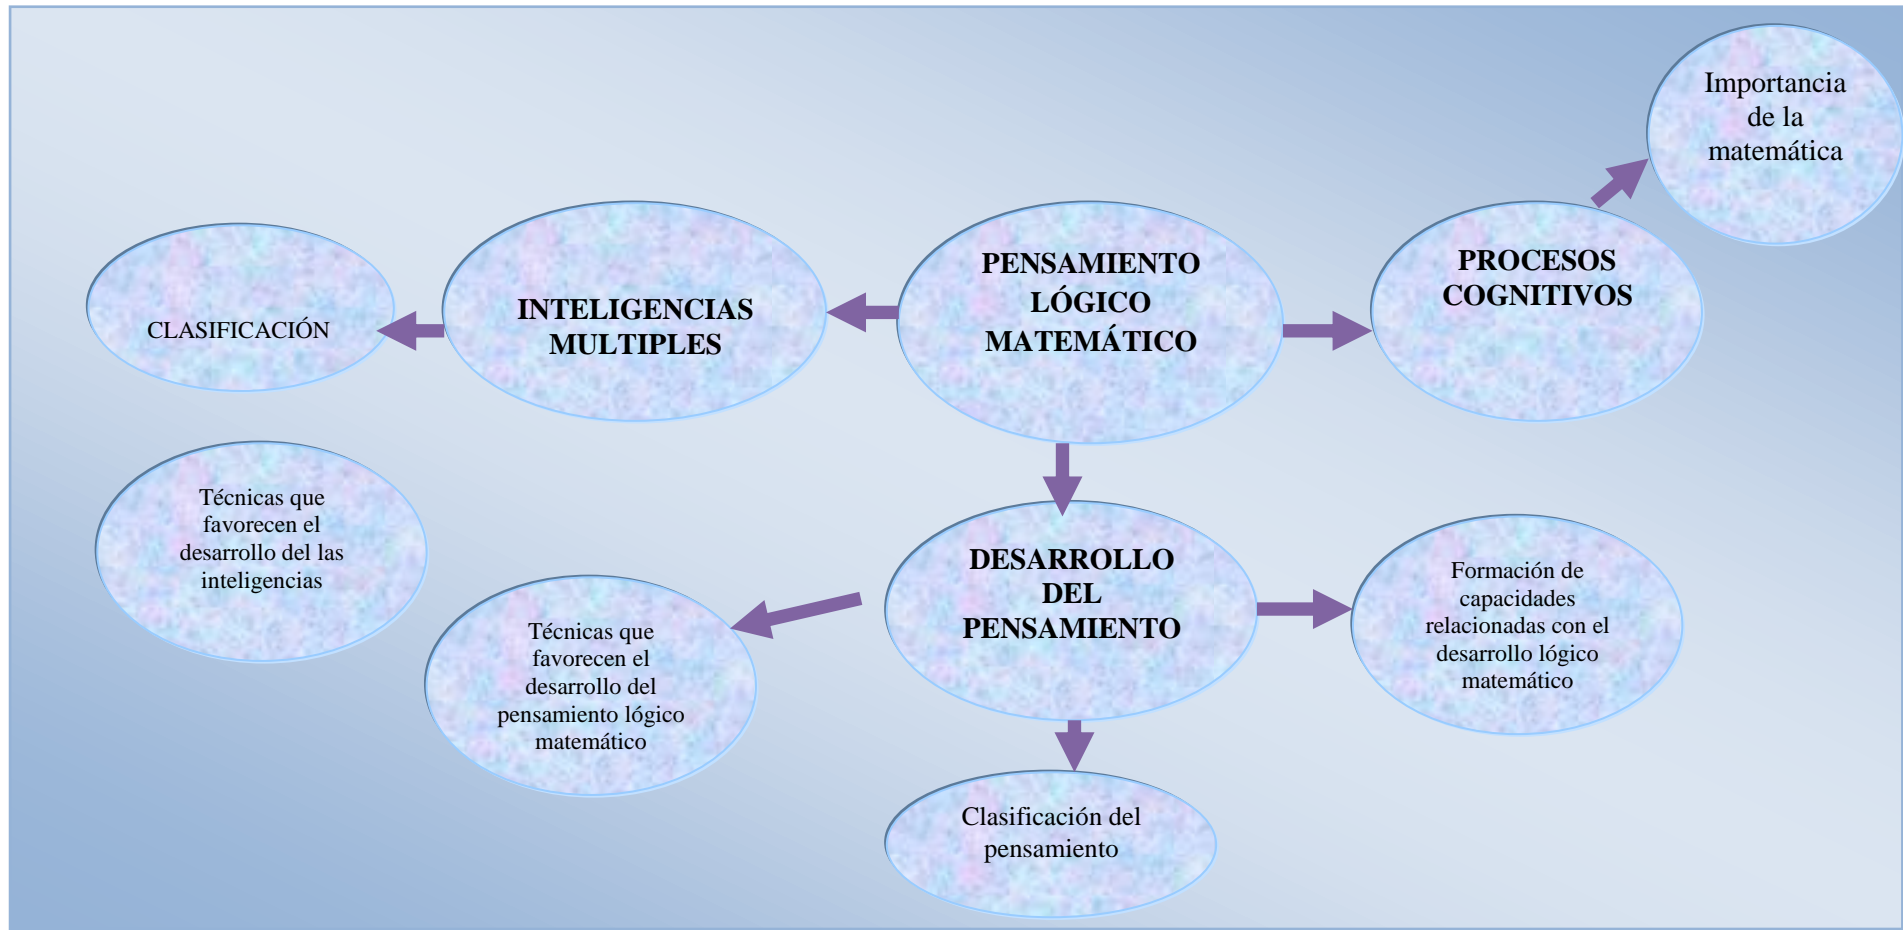 Importancia
de la
matemática
CLASIFICACIÓN
INTELIGENCIAS
MULTIPLES
PENSAMIENTO
LÓGICO
MATEMÁTICO
PROCESOS
COGNITIVOS
Técnicas que
favorecen el
desarrollo del las
inteligencias
Técnicas que
favorecen el
desarrollo del
pensamiento lógico
matemático
DESARROLLO
DEL
PENSAMIENTO
Formación de
capacidades
relacionadas con el
desarrollo lógico
matemático
Clasificación del
pensamiento